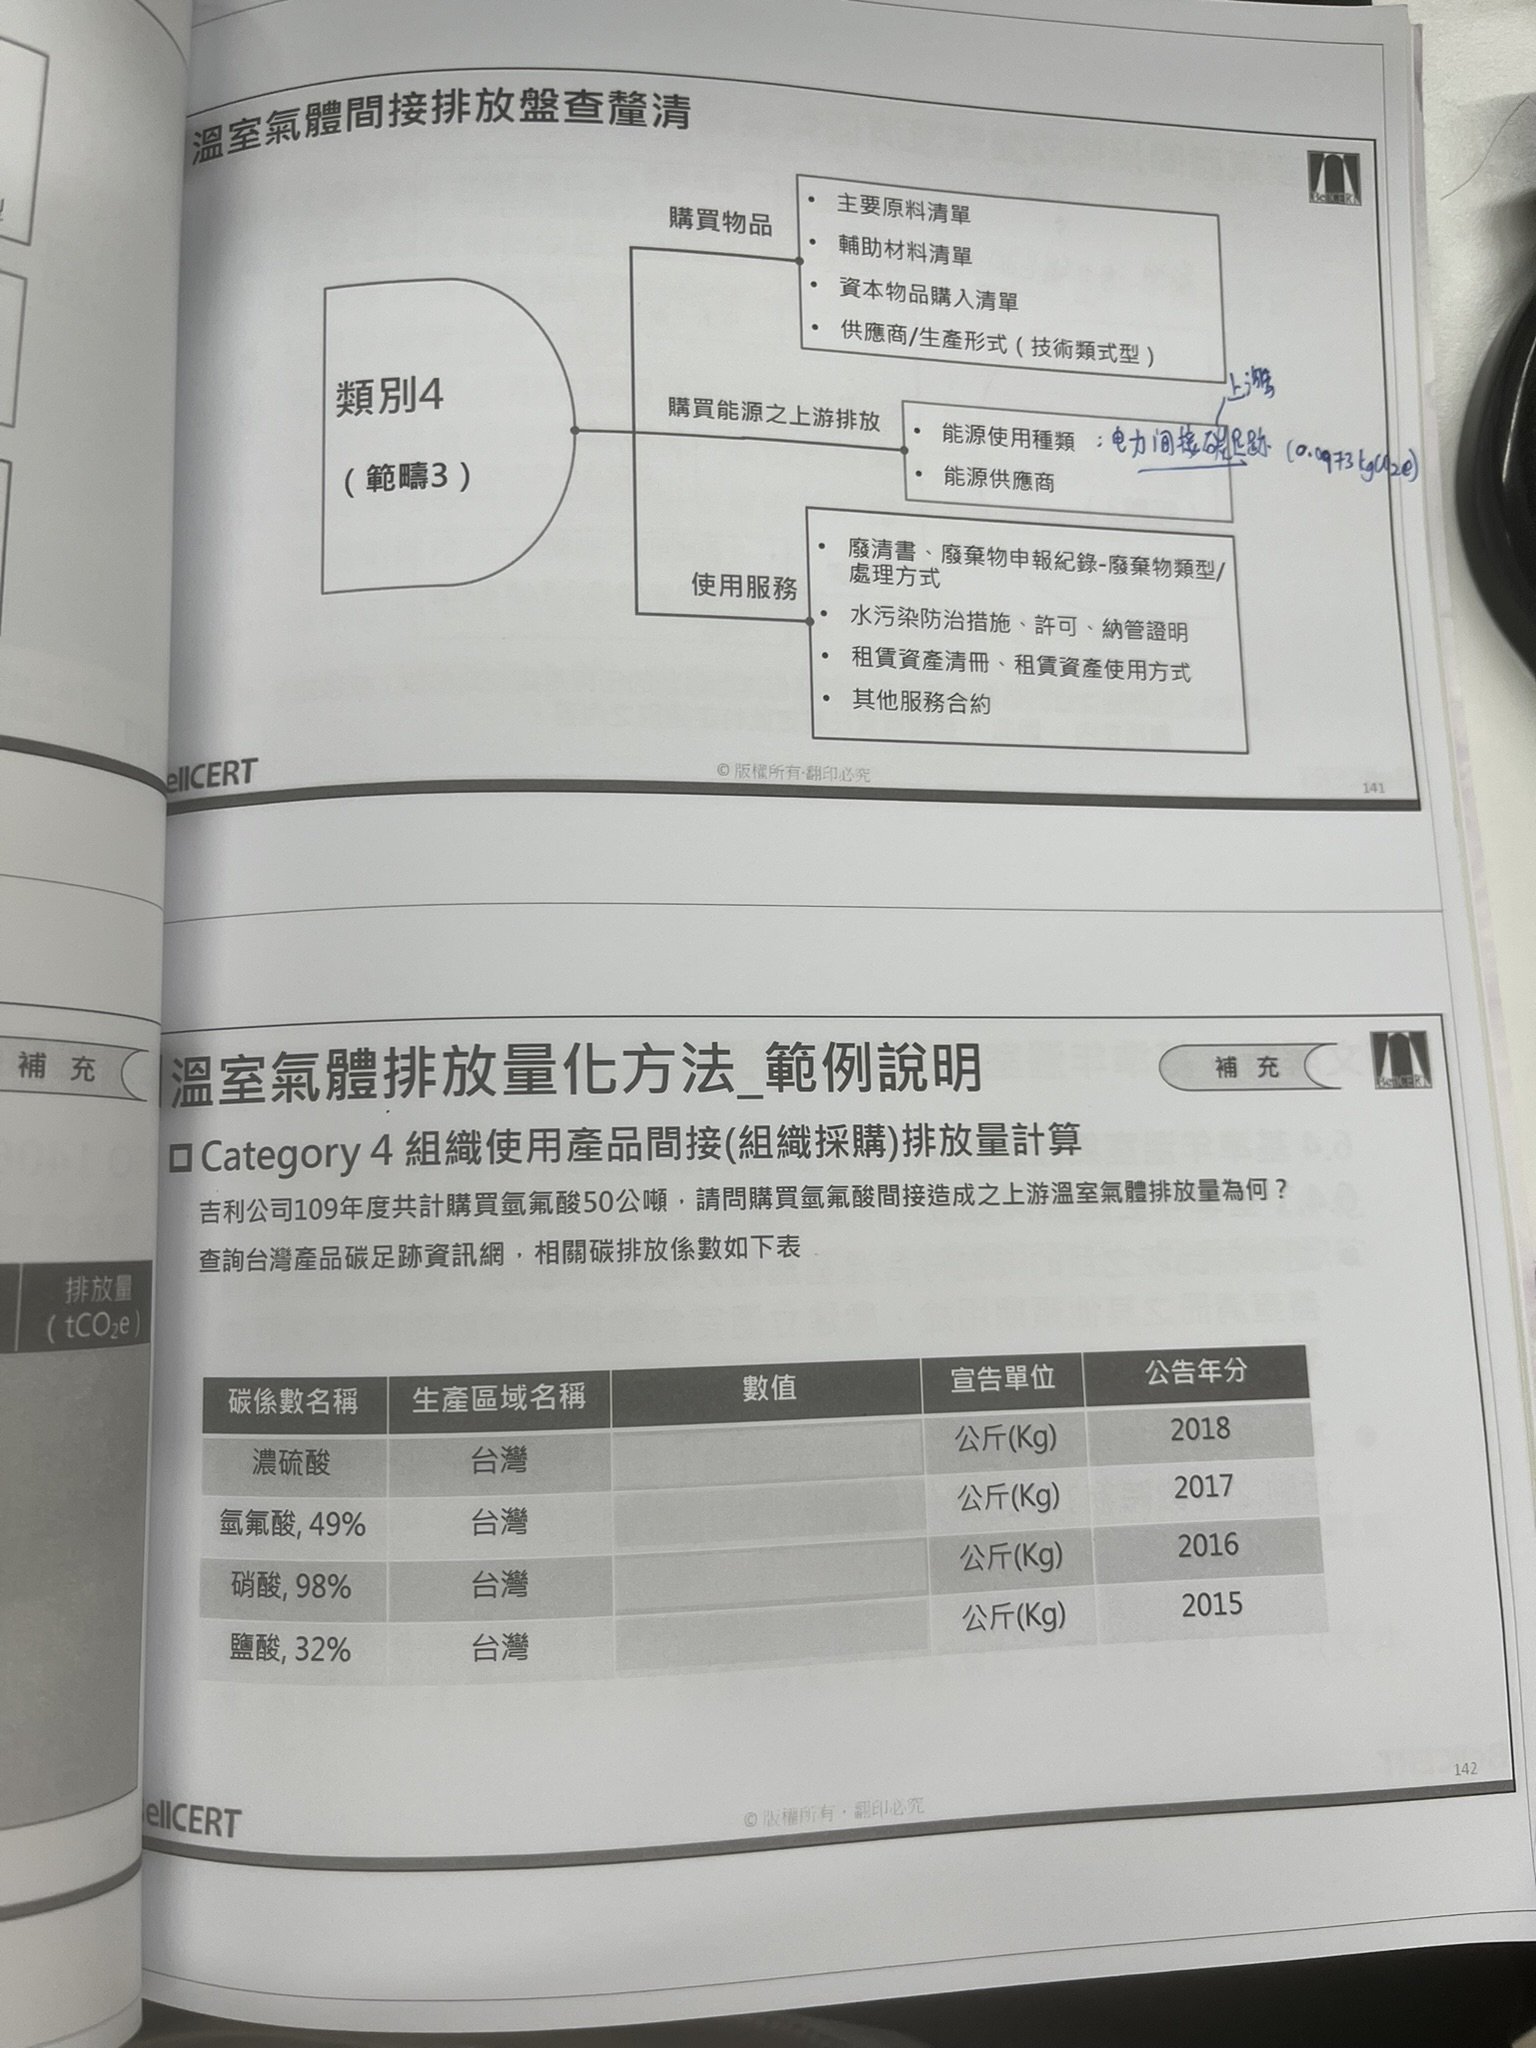 溫室氣體間接排放盤查釐清
BellCERT
購買物品
• 主要原料清單
• 輔助材料清單
• 資本物品購入清單
• 供應商/生產形式(技術類式型)
類別4
(範疇3)
購買能源之上游排放
上游
• 能源使用種類 :电力间接碳足跡 (0.0973kgCO2e)
• 能源供應商
使用服務
• 廢清書、廢棄物申報紀錄-廢棄物類型/
處理方式
• 水污染防治措施、許可、納管證明
• 租賃資產清冊、租賃資產使用方式
• 其他服務合約
ellCERT
© 版權所有·翻印必究
141
補 充
排放量
(tCO₂e)
溫室氣體排放量化方法_範例說明
補 充
BellCERT
Category 4 組織使用產品間接(組織採購)排放量計算
吉利公司109年度共計購買氫氟酸50公噸,請問購買氫氟酸間接造成之上游溫室氣體排放量為何?
查詢台灣產品碳足跡資訊網,相關碳排放係數如下表
碳係數名稱 生產區域名稱 數值 宣告單位 公告年分
濃硫酸 台灣 公斤(Kg) 2018
氫氟酸, 49% 台灣 公斤(Kg) 2017
硝酸, 98% 台灣 公斤(Kg) 2016
鹽酸, 32% 台灣 公斤(Kg) 2015
ellCERT
© 版權所有·翻印必究
142